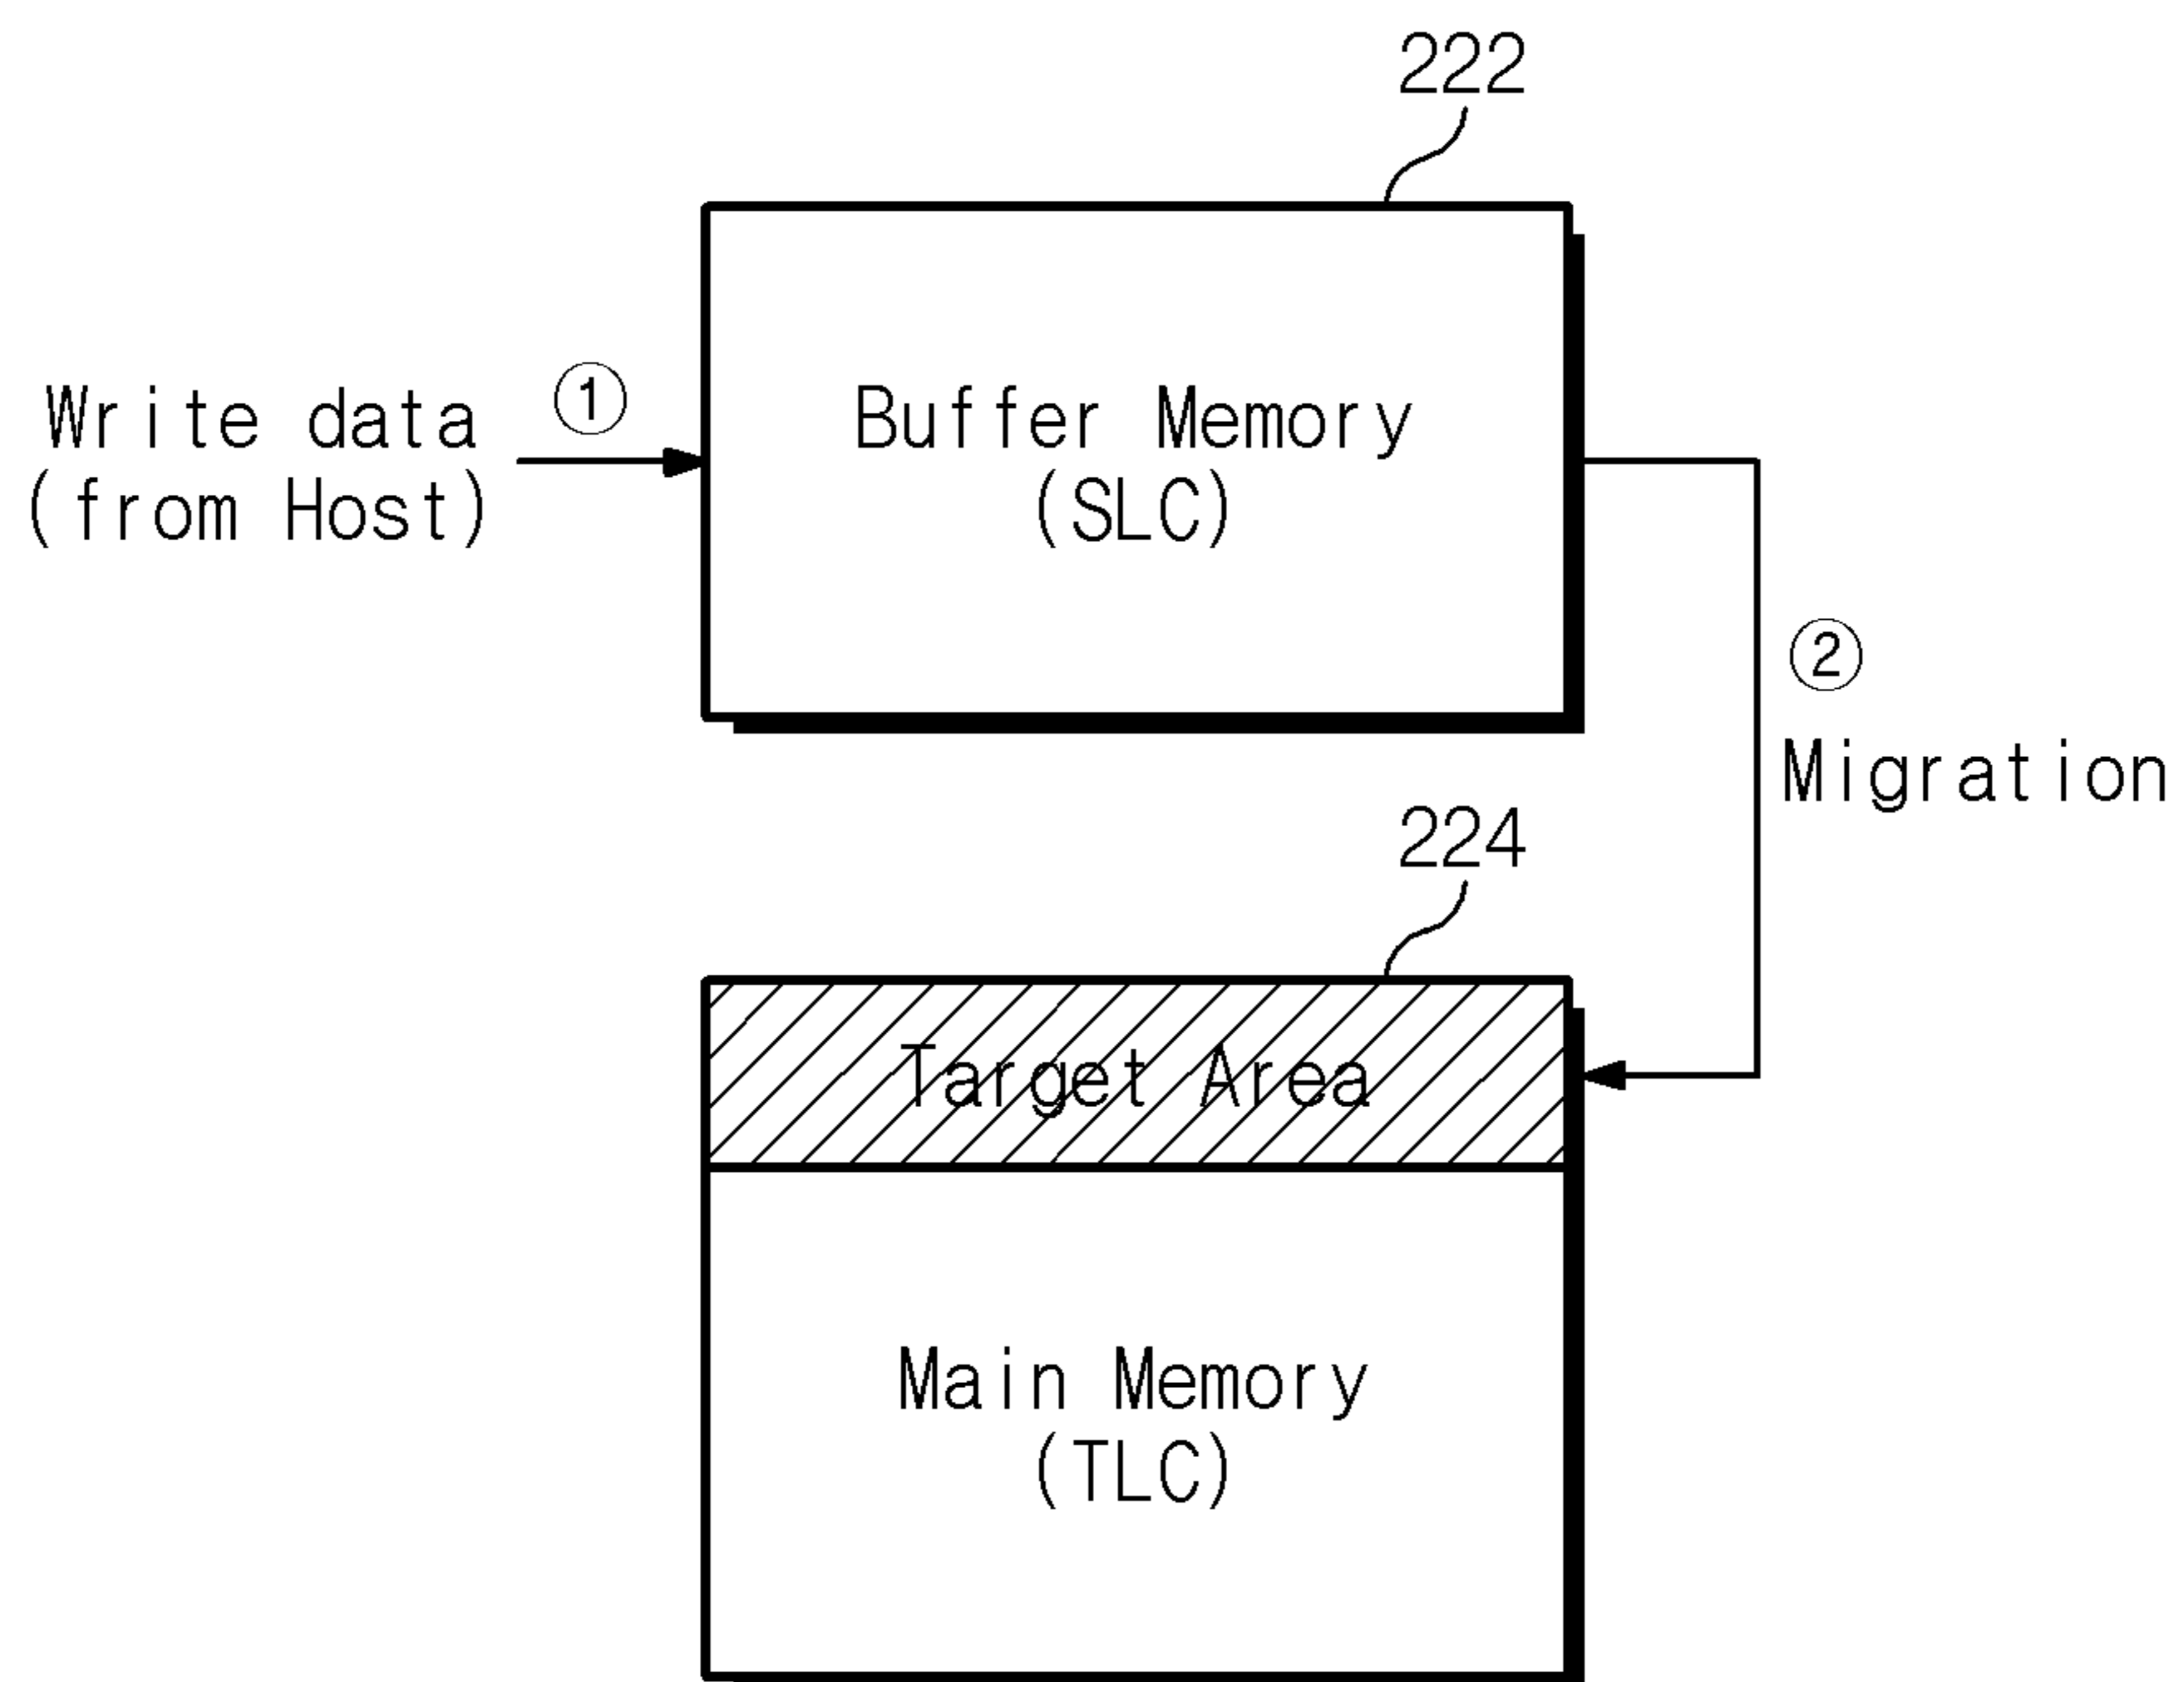 222
Write data
(from Host)
①
Buffer Memory
(SLC)
②
Migration
224
Target Area
Main Memory
(TLC)